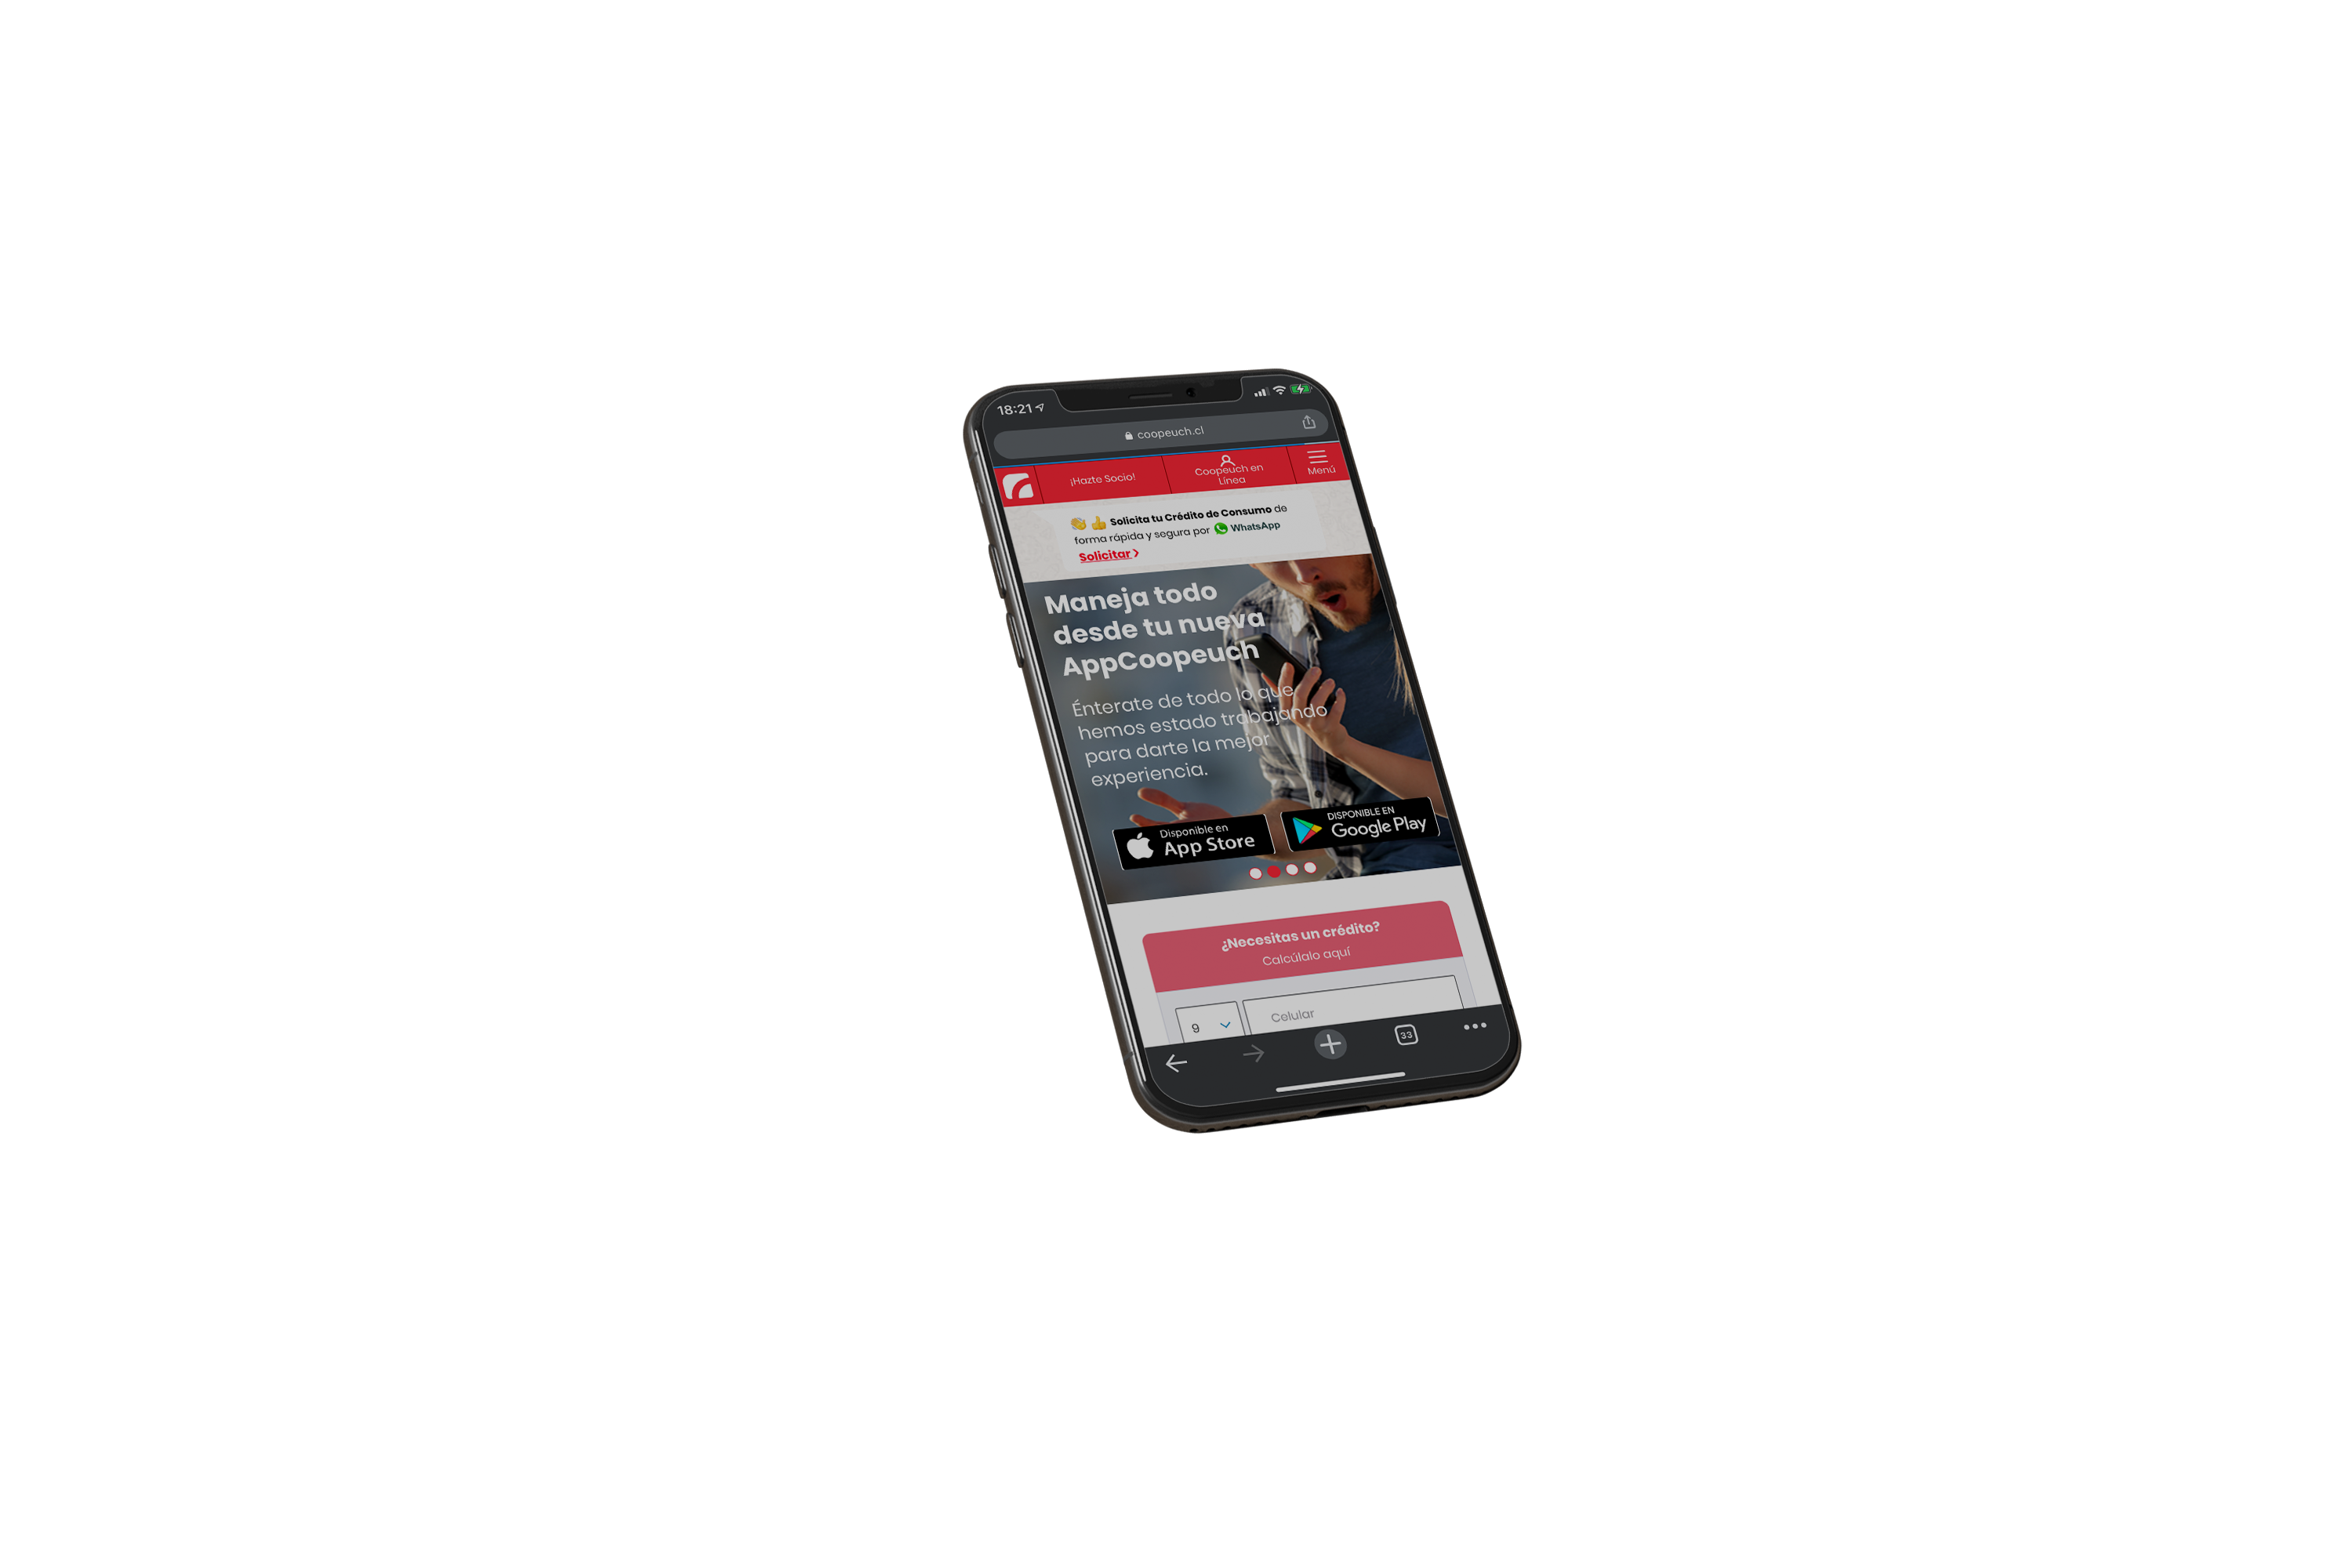 18:21
coopeuch.cl
¡Hazte Socio!
Coopeuch en
Línea
Menú
Solicita tu Crédito de Consumo de
forma rápida y segura por WhatsApp
Solicitar >
Maneja todo
desde tu nueva
AppCoopeuch
Énterate de todo lo que
hemos estado trabajando
para darte la mejor
experiencia.
Disponible en
App Store
DISPONIBLE EN
Google Play
¿Necesitas un crédito?
Calcúlalo aquí
9
Celular
33